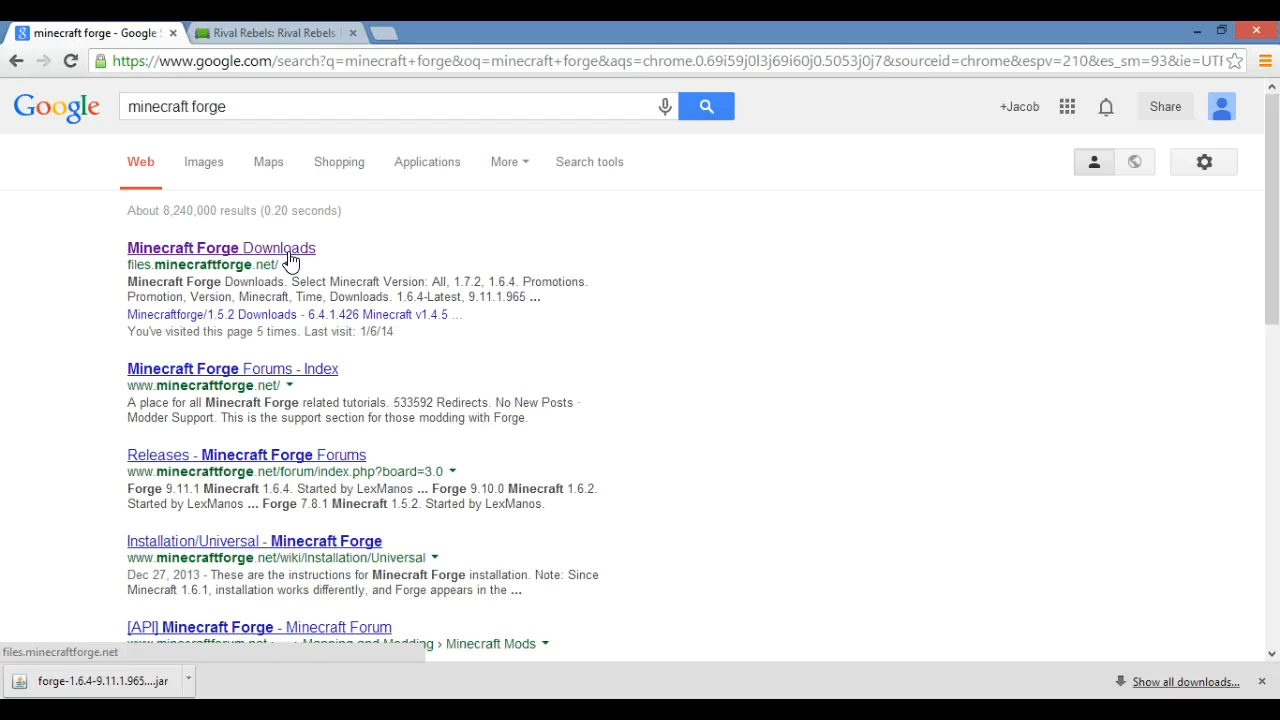 minecraft forge - Google S
Rival Rebels: Rival Rebels
https://www.google.com/search?q=minecraft+forge&oq=minecraft+forge&aqs=chrome.0.69i59j0l3j69i60j0.5053j0j7&sourceid=chrome&espv=210&es_sm=93&ie=UTF
Google
minecraft forge
+Jacob
Share
Web
Images
Maps
Shopping
Applications
More
Search tools
About 8,240,000 results (0.20 seconds)
Minecraft Forge Downloads
files.minecraftforge.net/
Minecraft Forge Downloads. Select Minecraft Version: All, 1.7.2, 1.6.4. Promotions.
Promotion, Version, Minecraft, Time, Downloads. 1.6.4-Latest, 9.11.1.965 ...
Minecraftforge/1.5.2 Downloads - 6.4.1.426 Minecraft v1.4.5 ...
You've visited this page 5 times. Last visit: 1/6/14
Minecraft Forge Forums - Index
www.minecraftforge.net/
A place for all Minecraft Forge related tutorials. 533592 Redirects. No New Posts ·
Modder Support. This is the support section for those modding with Forge.
Releases - Minecraft Forge Forums
www.minecraftforge.net/forum/index.php?board=3.0
Forge 9.11.1 Minecraft 1.6.4. Started by LexManos ... Forge 9.10.0 Minecraft 1.6.2.
Started by LexManos ... Forge 7.8.1 Minecraft 1.5.2. Started by LexManos.
Installation/Universal - Minecraft Forge
www.minecraftforge.net/wiki/Installation/Universal
Dec 27, 2013 - These are the instructions for Minecraft Forge installation. Note: Since
Minecraft 1.6.1, installation works differently, and Forge appears in the ...
[API] Minecraft Forge - Minecraft Forum
www.minecraftforum.net › ... › Mapping and Modding › Minecraft Mods
files.minecraftforge.net
forge-1.6.4-9.11.1.965....jar
Show all downloads...